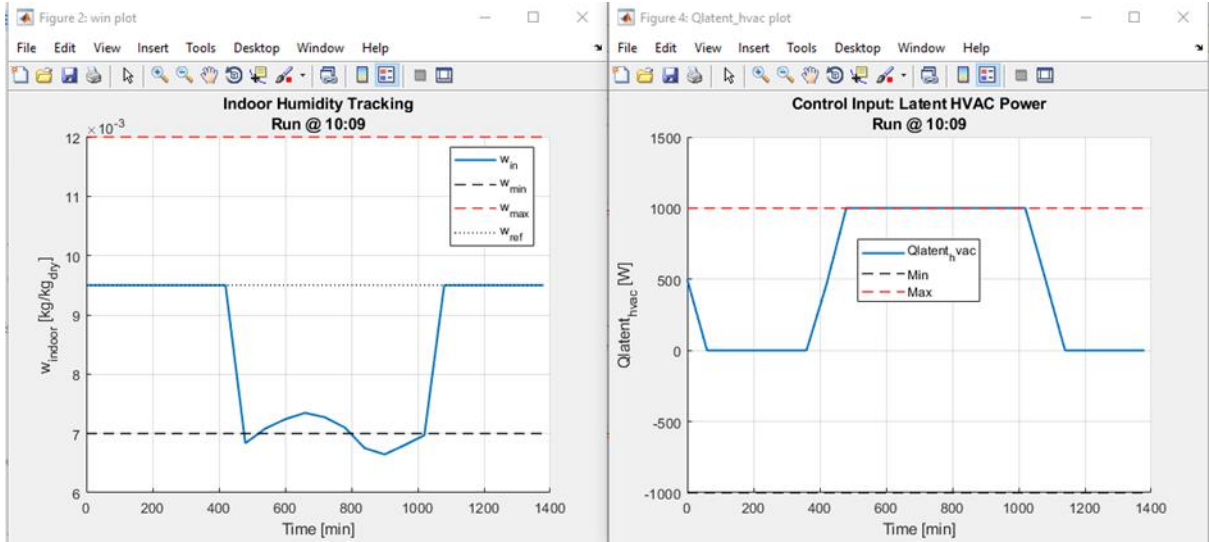 Figure 2: win plot
File Edit View Insert Tools Desktop Window Help
Indoor Humidity Tracking
Run @ 10:09
× 10^-3
12
11
10
9
8
7
6
w_indoor [kg/kg_dry]
0 200 400 600 800 1000 1200 1400
Time [min]
w_in
w_min
w_max
w_ref
Figure 4: Qlatent_hvac plot
File Edit View Insert Tools Desktop Window Help
Control Input: Latent HVAC Power
Run @ 10:09
1500
1000
500
0
-500
-1000
Qlatent_hvac [W]
0 200 400 600 800 1000 1200 1400
Time [min]
Qlatent_hvac
Min
Max